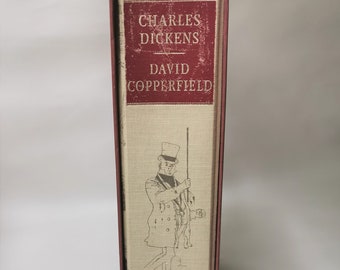 CHARLES
DICKENS
DAVID
COPPERFIELD